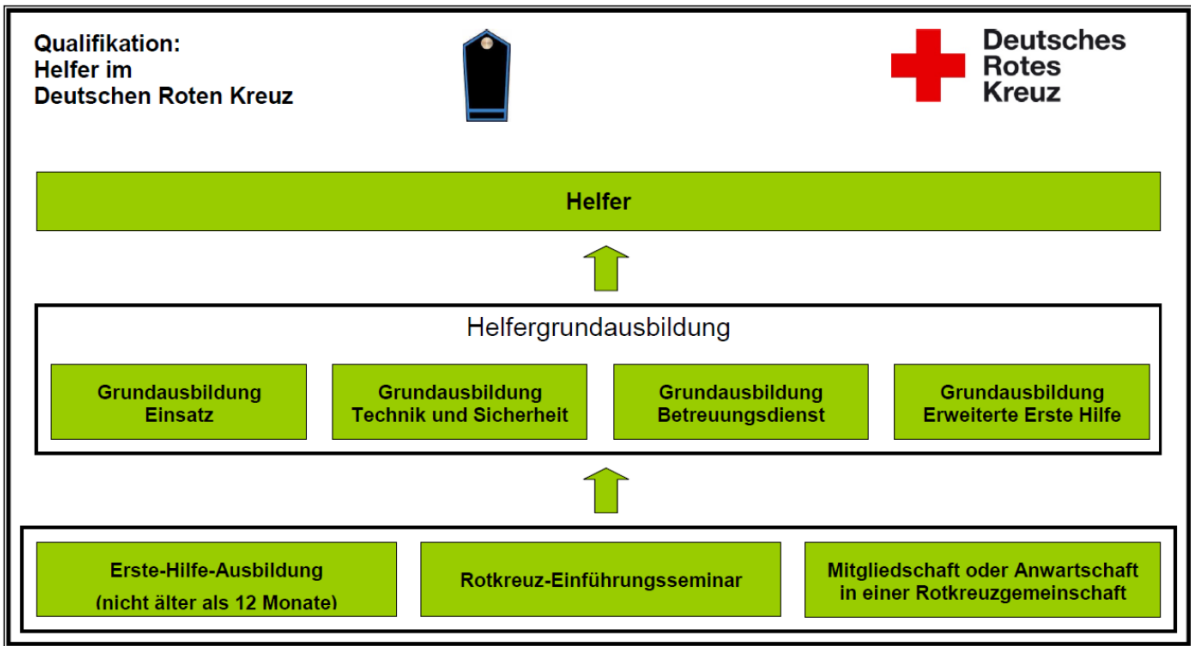 Qualifikation:
Helfer im
Deutschen Roten Kreuz
Deutsches
Rotes
Kreuz
Helfer
Helfergrundausbildung
Grundausbildung
Einsatz
Grundausbildung
Technik und Sicherheit
Grundausbildung
Betreuungsdienst
Grundausbildung
Erweiterte Erste Hilfe
Erste-Hilfe-Ausbildung
(nicht älter als 12 Monate)
Rotkreuz-Einführungsseminar
Mitgliedschaft oder Anwartschaft
in einer Rotkreuzgemeinschaft